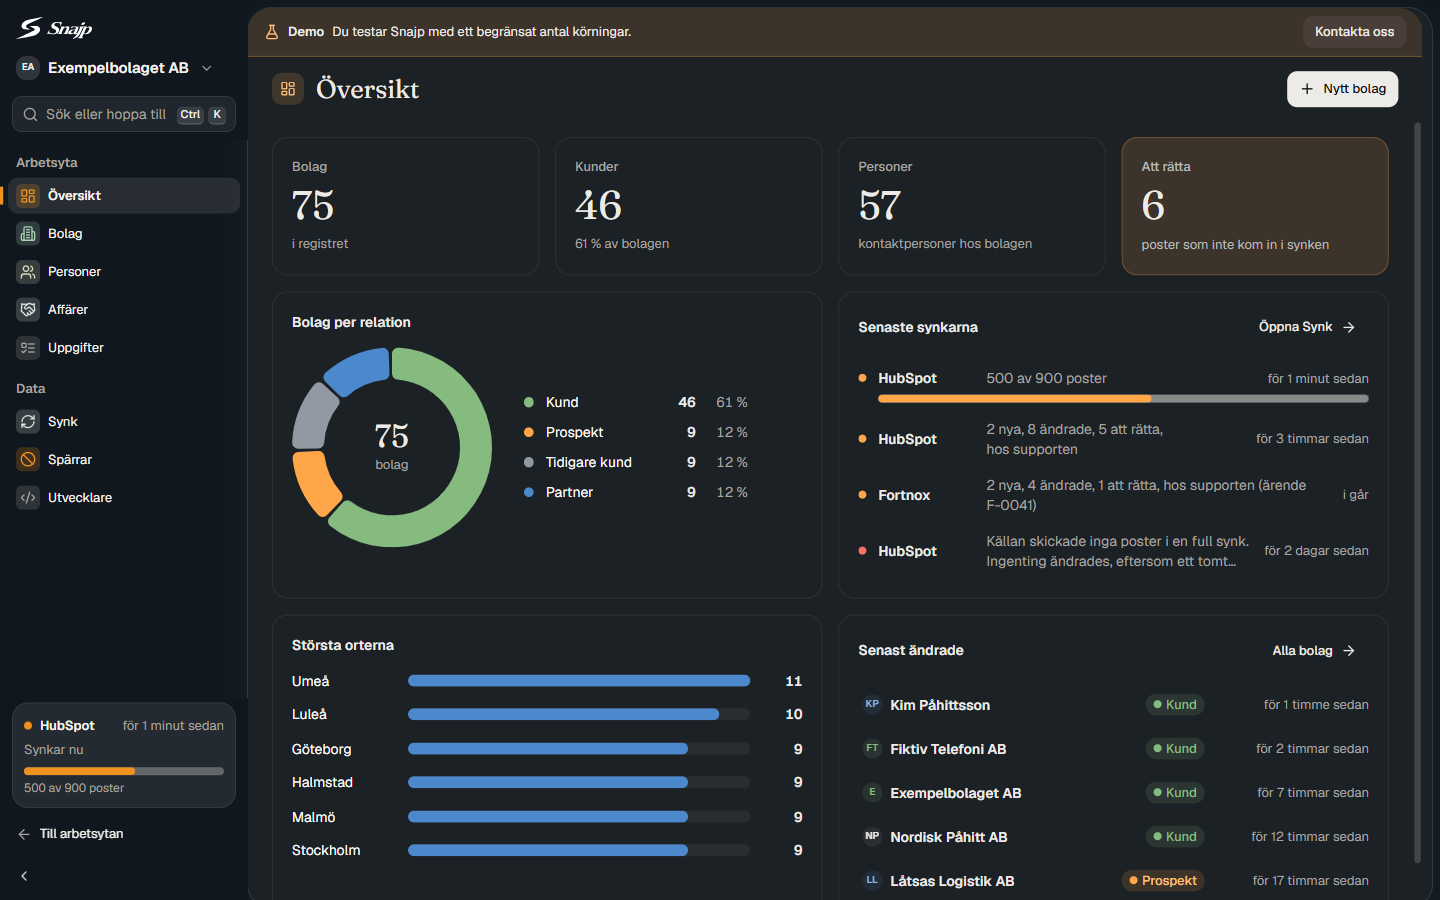 Snajp
EA Exempelbolaget AB
Sök eller hoppa till Ctrl K
Arbetsyta
Översikt
Bolag
Personer
Affärer
Uppgifter
Data
Synk
Spärrar
Utvecklare
HubSpot för 1 minut sedan
Synkar nu
500 av 900 poster
Till arbetsytan
Demo Du testar Snajp med ett begränsat antal körningar.
Kontakta oss
Översikt
Nytt bolag
Bolag
75
i registret
Kunder
46
61 % av bolagen
Personer
57
kontaktpersoner hos bolagen
Att rätta
6
poster som inte kom in i synken
Bolag per relation
75
bolag
Kund 46 61 %
Prospekt 9 12 %
Tidigare kund 9 12 %
Partner 9 12 %
Senaste synkarna
Öppna Synk
HubSpot 500 av 900 poster för 1 minut sedan
HubSpot 2 nya, 8 ändrade, 5 att rätta, för 3 timmar sedan
hos supporten
Fortnox 2 nya, 4 ändrade, 1 att rätta, hos supporten (ärende i går
F-0041)
HubSpot Källan skickade inga poster i en full synk. för 2 dagar sedan
Ingenting ändrades, eftersom ett tomt…
Största orterna
Umeå 11
Luleå 10
Göteborg 9
Halmstad 9
Malmö 9
Stockholm 9
Senast ändrade
Alla bolag
KP Kim Påhittsson Kund för 1 timme sedan
FT Fiktiv Telefoni AB Kund för 2 timmar sedan
E Exempelbolaget AB Kund för 7 timmar sedan
NP Nordisk Påhitt AB Kund för 12 timmar sedan
LL Låtsas Logistik AB Prospekt för 17 timmar sedan